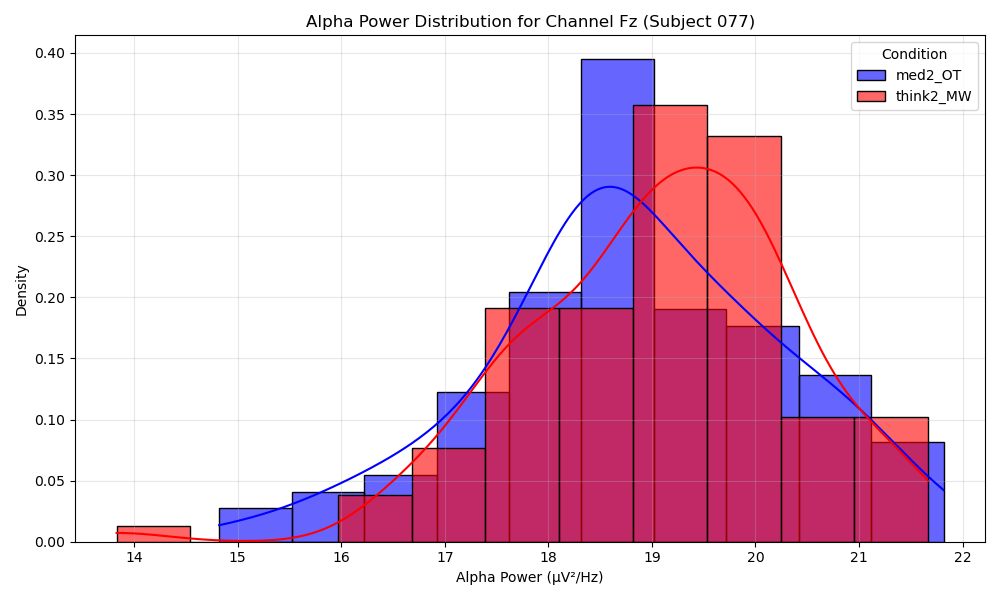 Alpha Power Distribution for Channel Fz (Subject 077)
Condition
med2_OT
think2_MW
0.40
0.35
0.30
0.25
0.20
0.15
0.10
0.05
0.00
Density
14 15 16 17 18 19 20 21 22
Alpha Power (µV²/Hz)